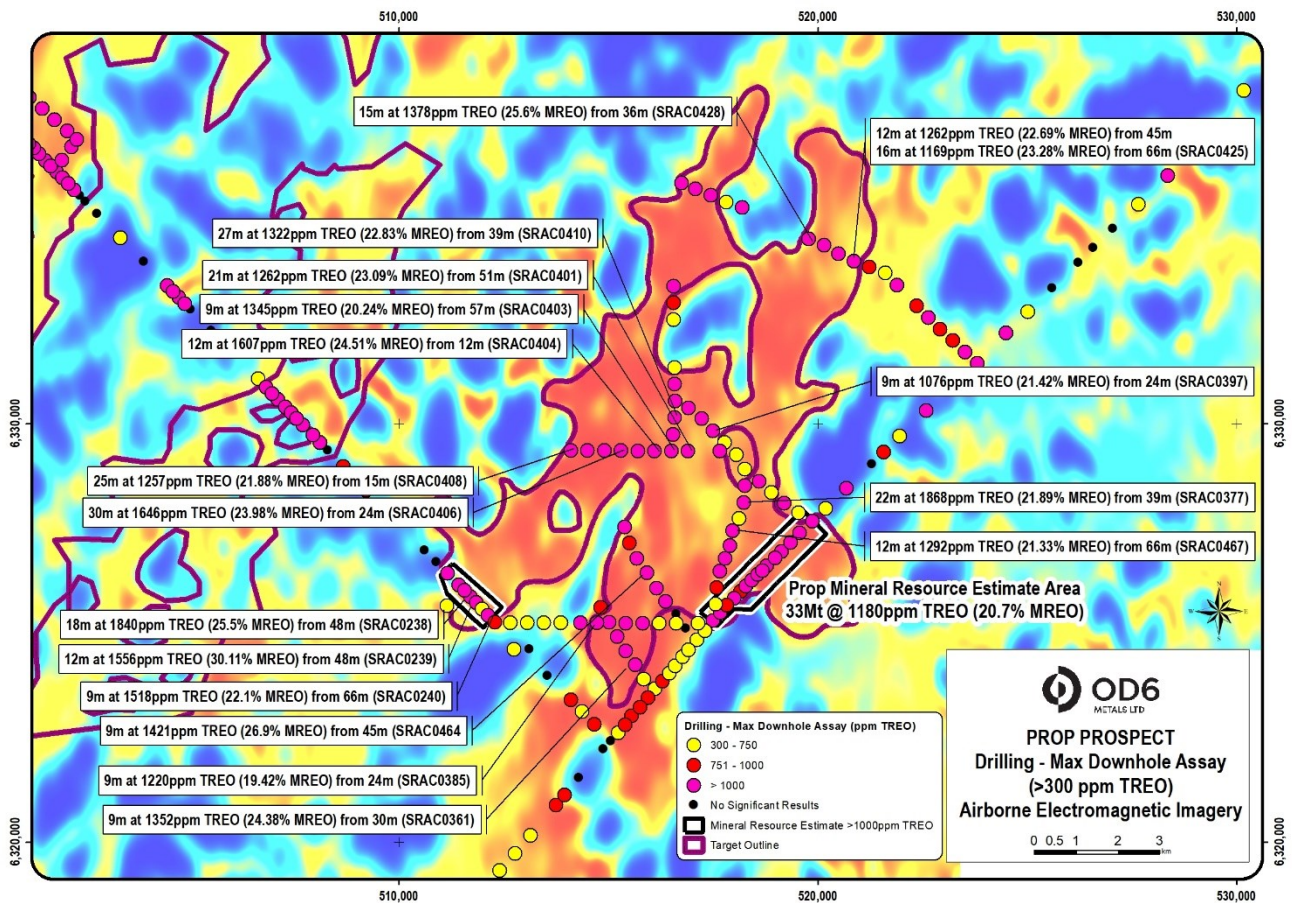 510,000
520,000
530,000
15m at 1378ppm TREO (25.6% MREO) from 36m (SRAC0428)
12m at 1262ppm TREO (22.69% MREO) from 45m
16m at 1169ppm TREO (23.28% MREO) from 66m (SRAC0425)
27m at 1322ppm TREO (22.83% MREO) from 39m (SRAC0410)
21m at 1262ppm TREO (23.09% MREO) from 51m (SRAC0401)
9m at 1345ppm TREO (20.24% MREO) from 57m (SRAC0403)
12m at 1607ppm TREO (24.51% MREO) from 12m (SRAC0404)
9m at 1076ppm TREO (21.42% MREO) from 24m (SRAC0397)
6,330,000
6,330,000
25m at 1257ppm TREO (21.88% MREO) from 15m (SRAC0408)
30m at 1646ppm TREO (23.98% MREO) from 24m (SRAC0406)
22m at 1868ppm TREO (21.89% MREO) from 39m (SRAC0377)
12m at 1292ppm TREO (21.33% MREO) from 66m (SRAC0467)
Prop Mineral Resource Estimate Area
33Mt @ 1180ppm TREO (20.7% MREO)
18m at 1840ppm TREO (25.5% MREO) from 48m (SRAC0238)
12m at 1556ppm TREO (30.11% MREO) from 48m (SRAC0239)
9m at 1518ppm TREO (22.1% MREO) from 66m (SRAC0240)
9m at 1421ppm TREO (26.9% MREO) from 45m (SRAC0464
9m at 1220ppm TREO (19.42% MREO) from 24m (SRAC0385)
9m at 1352ppm TREO (24.38% MREO) from 30m (SRAC0361)
Drilling - Max Downhole Assay (ppm TREO)
300 - 750
751 - 1000
> 1000
No Significant Results
Mineral Resource Estimate >1000ppm TREO
Target Outline
N
W
E
S
OD6
METALS LTD
PROP PROSPECT
Drilling - Max Downhole Assay
(>300 ppm TREO)
Airborne Electromagnetic Imagery
0 0.5 1 2 3
km
6,320,000
6,320,000
510,000
520,000
530,000